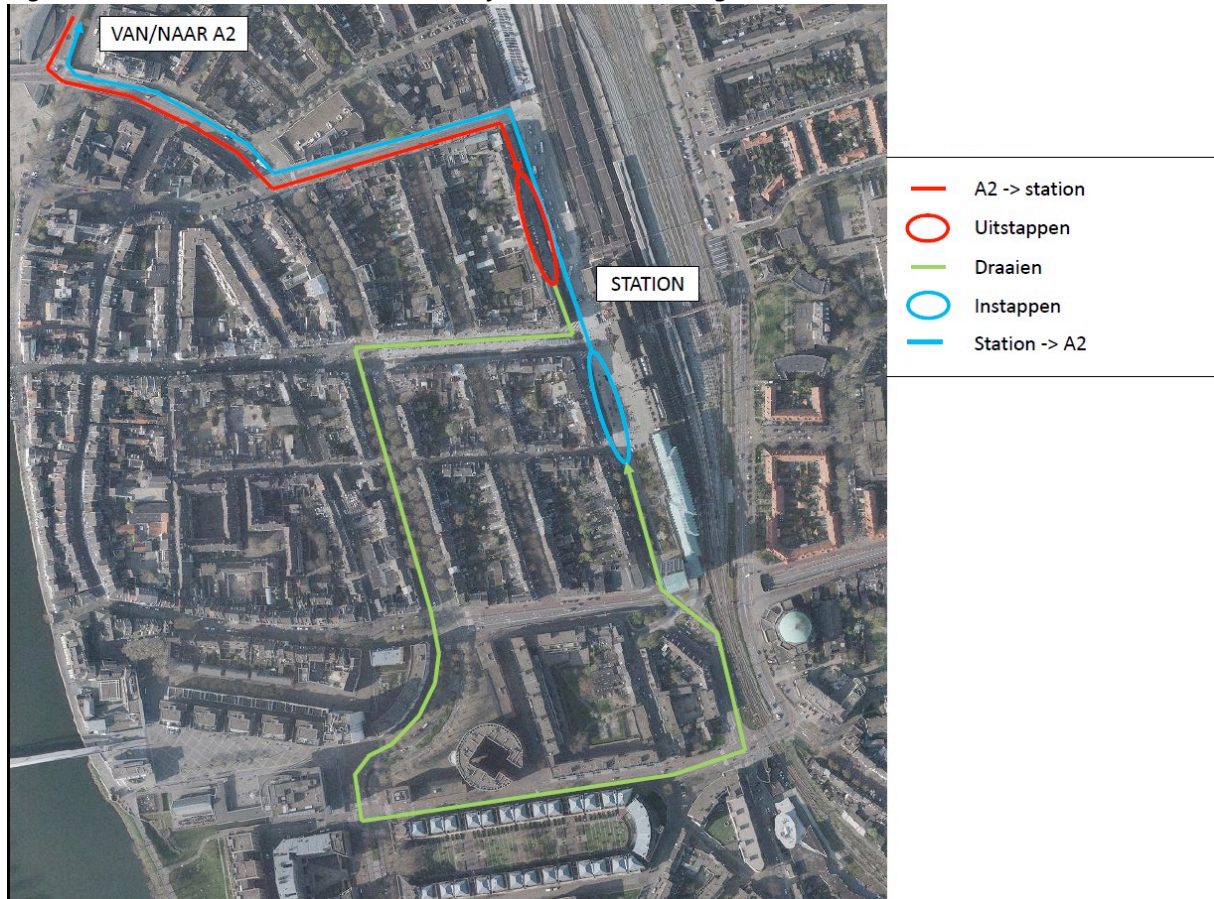 VAN/NAAR A2
STATION
A2 -> station
Uitstappen
Draaien
Instappen
Station -> A2